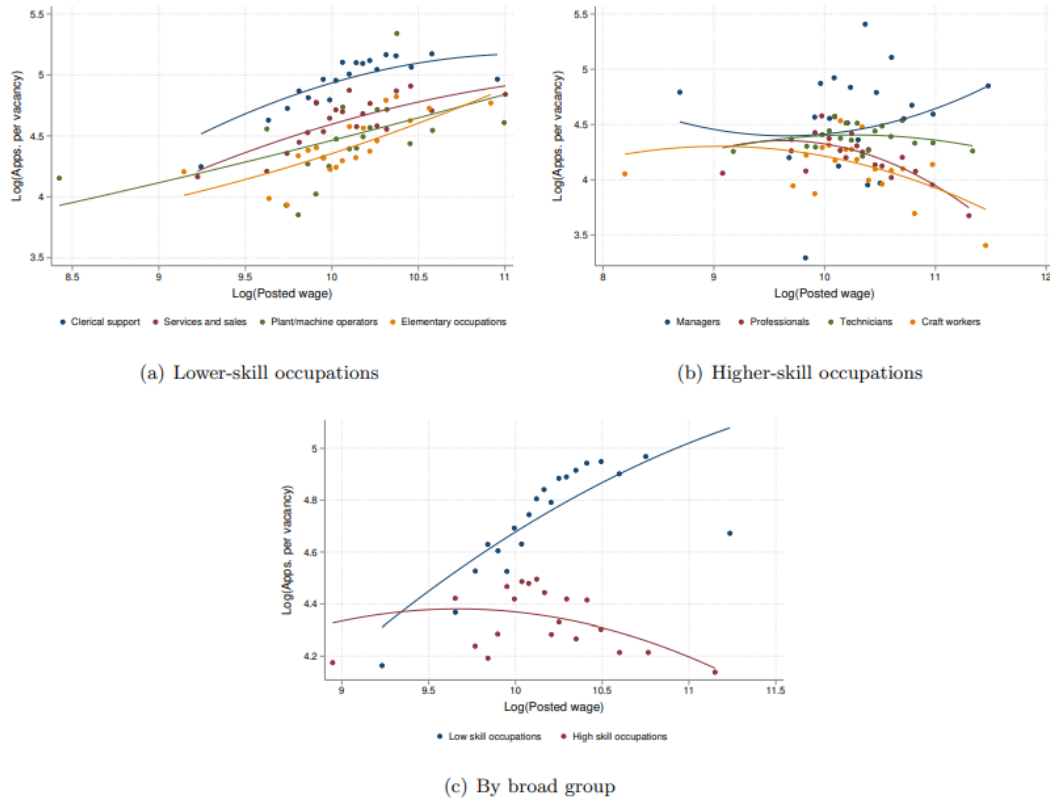 5.5
5
4.5
4
3.5
Log(Apps. per vacancy)
8.5 9 9.5 10 10.5 11
Log(Posted wage)
Clerical support Services and sales Plant/machine operators Elementary occupations
(a) Lower-skill occupations
5.5
5
4.5
4
3.5
Log(Apps. per vacancy)
8 9 10 11 12
Log(Posted wage)
Managers Professionals Technicians Craft workers
(b) Higher-skill occupations
5
4.8
4.6
4.4
4.2
Log(Apps. per vacancy)
9 9.5 10 10.5 11 11.5
Log(Posted wage)
Low skill occupations High skill occupations
(c) By broad group